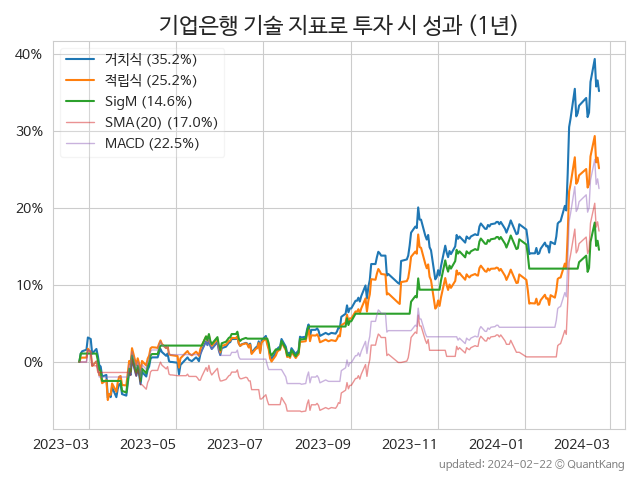 기업은행 기술 지표로 투자 시 성과 (1년)
거치식 (35.2%)
적립식 (25.2%)
SigM (14.6%)
SMA(20) (17.0%)
MACD (22.5%)
40%
30%
20%
10%
0%
2023-03 2023-05 2023-07 2023-09 2023-11 2024-01 2024-03
updated: 2024-02-22 © QuantKang